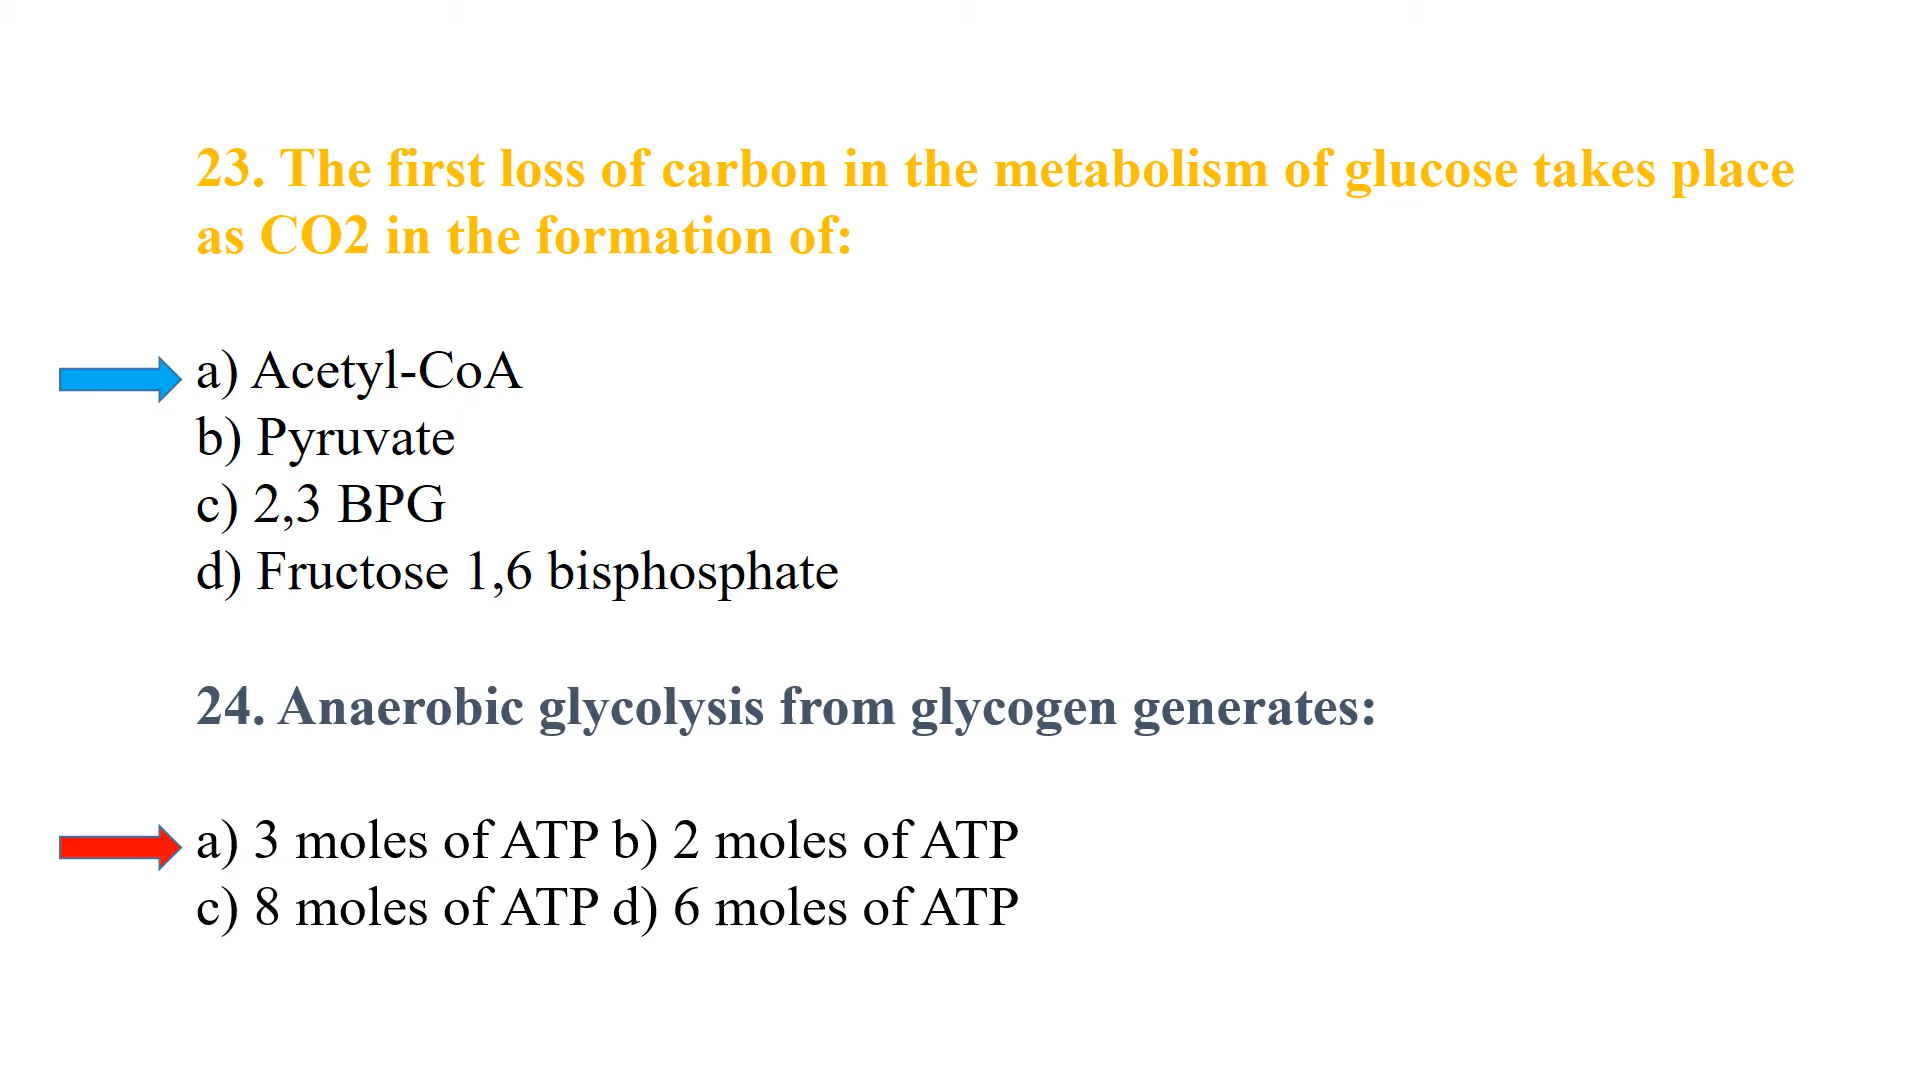 23. The first loss of carbon in the metabolism of glucose takes place
as CO2 in the formation of:
a) Acetyl-CoA
b) Pyruvate
c) 2,3 BPG
d) Fructose 1,6 bisphosphate
24. Anaerobic glycolysis from glycogen generates:
a) 3 moles of ATP b) 2 moles of ATP
c) 8 moles of ATP d) 6 moles of ATP